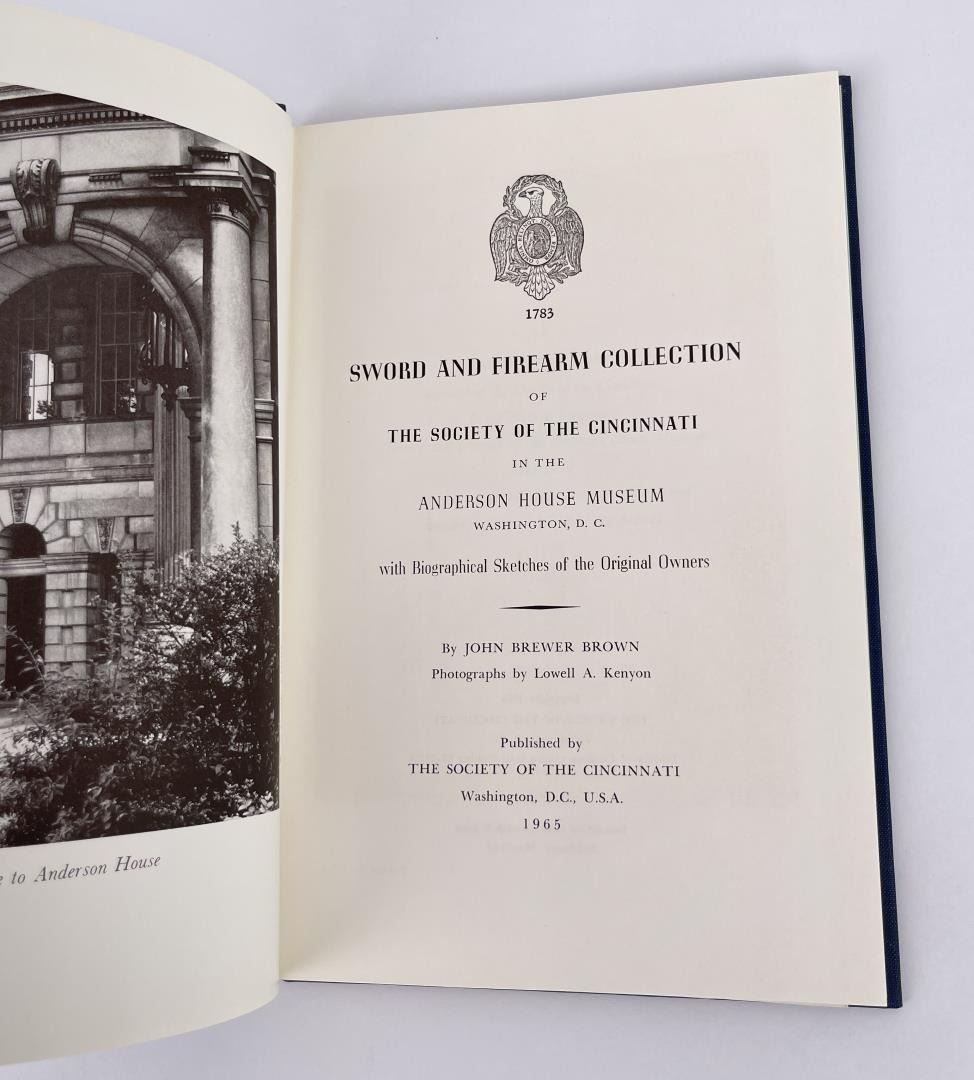 e to Anderson House
1783
SWORD AND FIREARM COLLECTION
OF
THE SOCIETY OF THE CINCINNATI
IN THE
ANDERSON HOUSE MUSEUM
WASHINGTON, D. C.
with Biographical Sketches of the Original Owners
By JOHN BREWER BROWN
Photographs by Lowell A. Kenyon
Published by
THE SOCIETY OF THE CINCINNATI
Washington, D.C., U.S.A.
1965